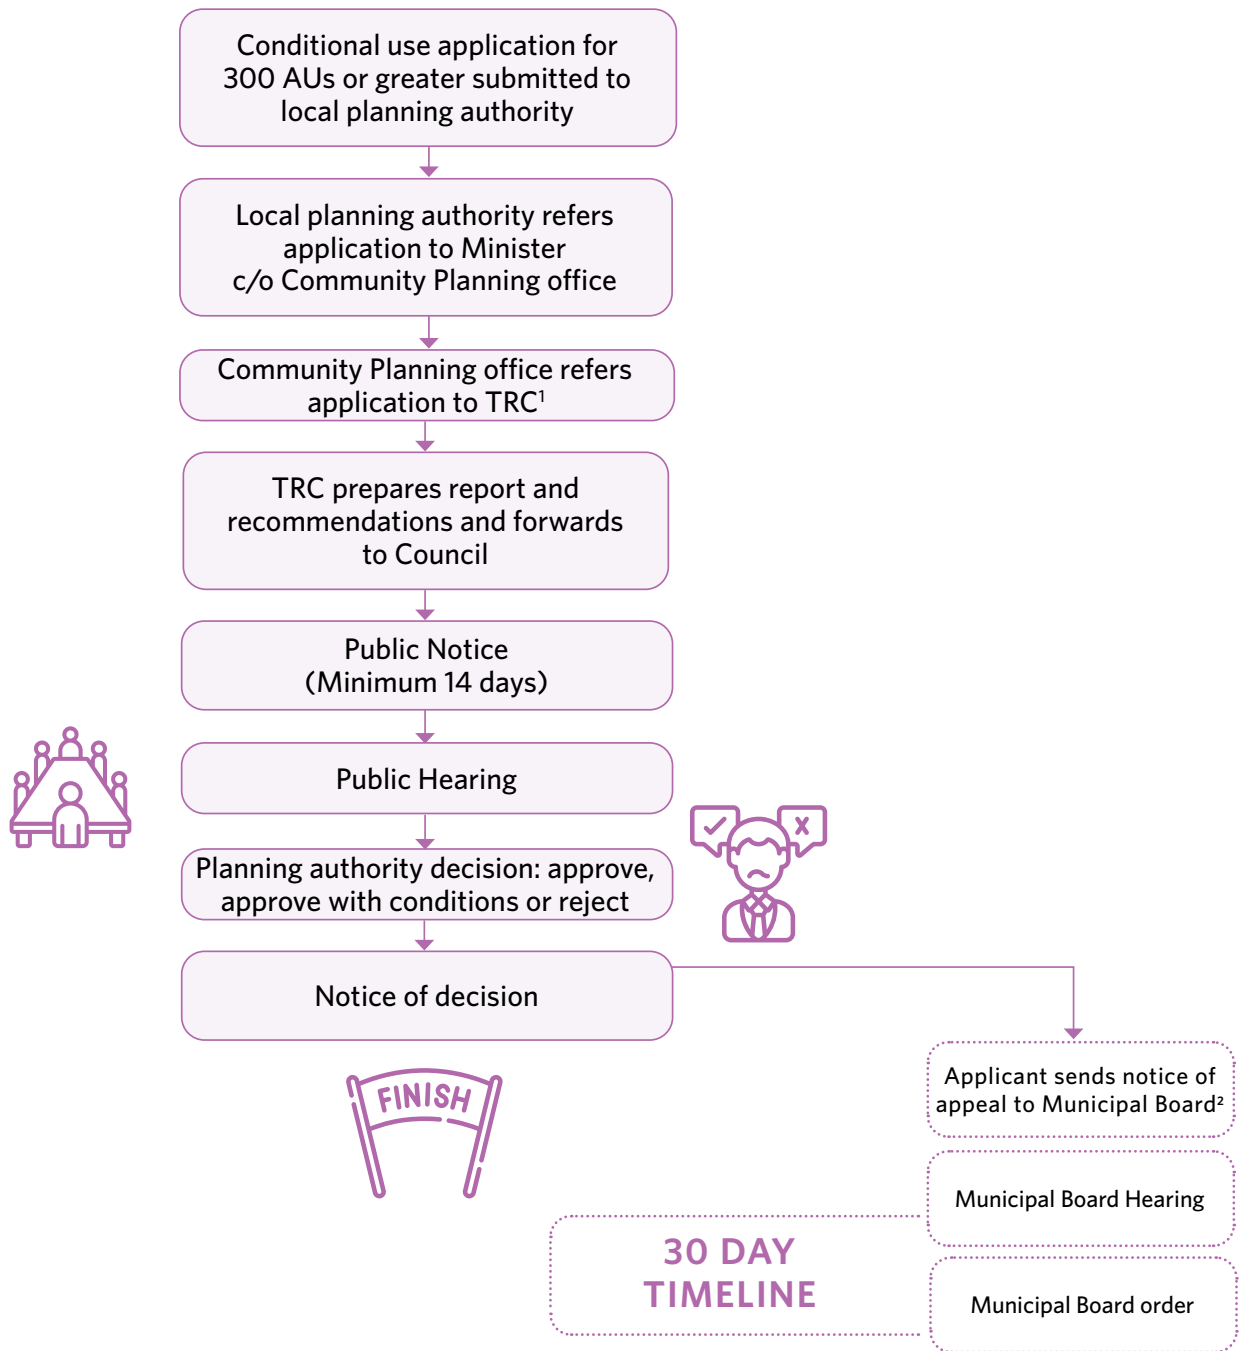 Conditional use application for
300 AUs or greater submitted to
local planning authority
Local planning authority refers
application to Minister
c/o Community Planning office
Community Planning office refers
application to TRC¹
TRC prepares report and
recommendations and forwards
to Council
Public Notice
(Minimum 14 days)
Public Hearing
Planning authority decision: approve,
approve with conditions or reject
Notice of decision
FINISH
Applicant sends notice of
appeal to Municipal Board²
Municipal Board Hearing
30 DAY
TIMELINE
Municipal Board order